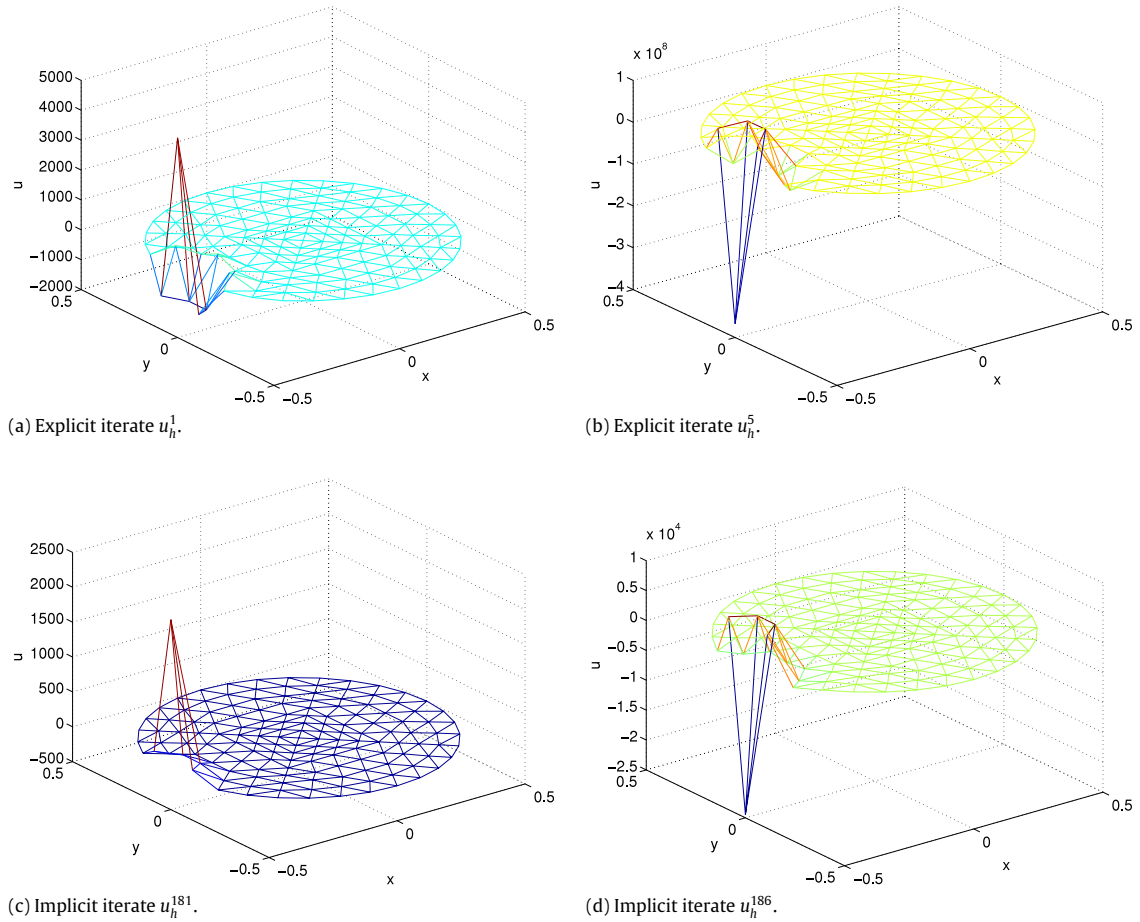 5000
4000
3000
2000
1000
0
−1000
−2000
u
0.5
0
−0.5
y
−0.5
0
0.5
x
(a) Explicit iterate u_h^1.
x 10^8
1
0
−1
−2
−3
−4
u
0.5
0
−0.5
y
−0.5
0
0.5
x
(b) Explicit iterate u_h^5.
2500
2000
1500
1000
500
0
−500
u
0.5
0
−0.5
y
−0.5
0
0.5
x
(c) Implicit iterate u_h^181.
x 10^4
1
0.5
0
−0.5
−1
−1.5
−2
−2.5
u
0.5
0
−0.5
y
−0.5
0
0.5
x
(d) Implicit iterate u_h^186.